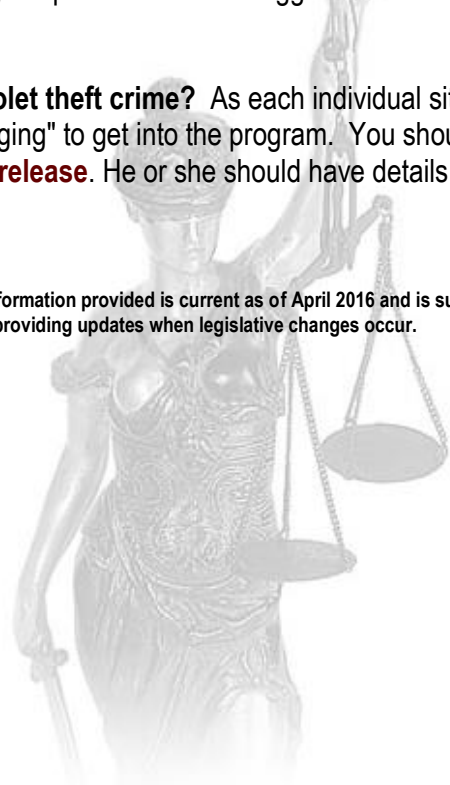 olet theft crime? As each individual sit
ging" to get into the program. You shou
release. He or she should have details
formation provided is current as of April 2016 and is su
providing updates when legislative changes occur.